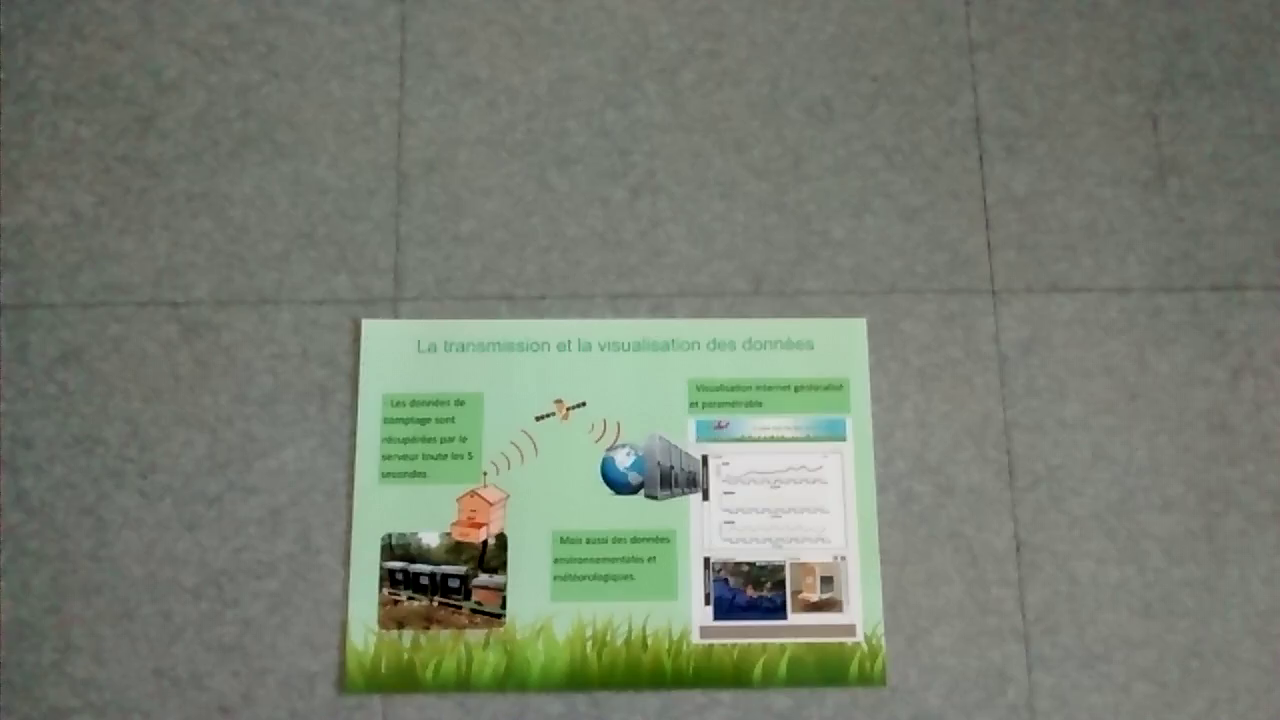 La transmission et la visualisation des données
Les données de
comptage sont
récupérées par le
serveur toute les 5
secondes.
Visualisation internet géolocalisé
et paramétrable
Mais aussi des données
environnementales et
météorologiques.